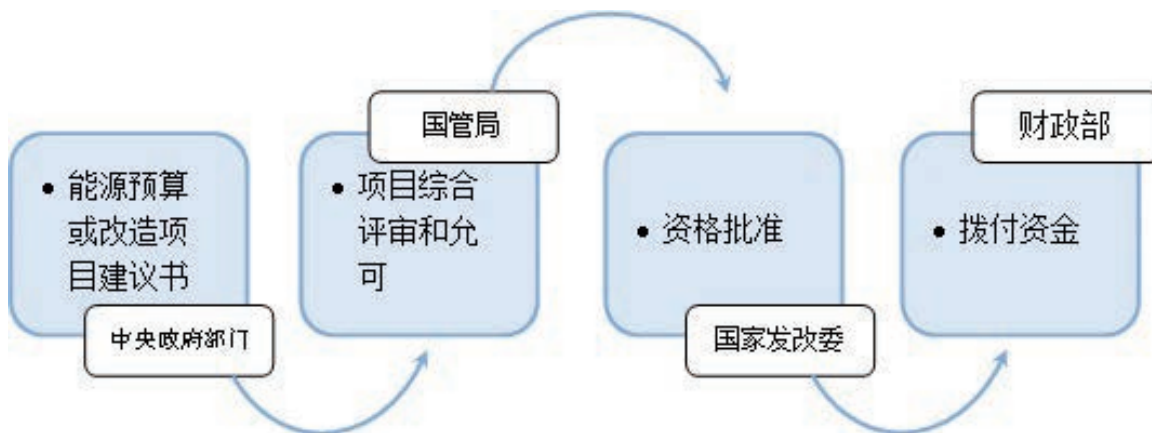 • 能源预算
或改造项
目建议书
中央政府部门
国管局
• 项目综合
评审和允
可
• 资格批准
国家发改委
财政部
• 拨付资金